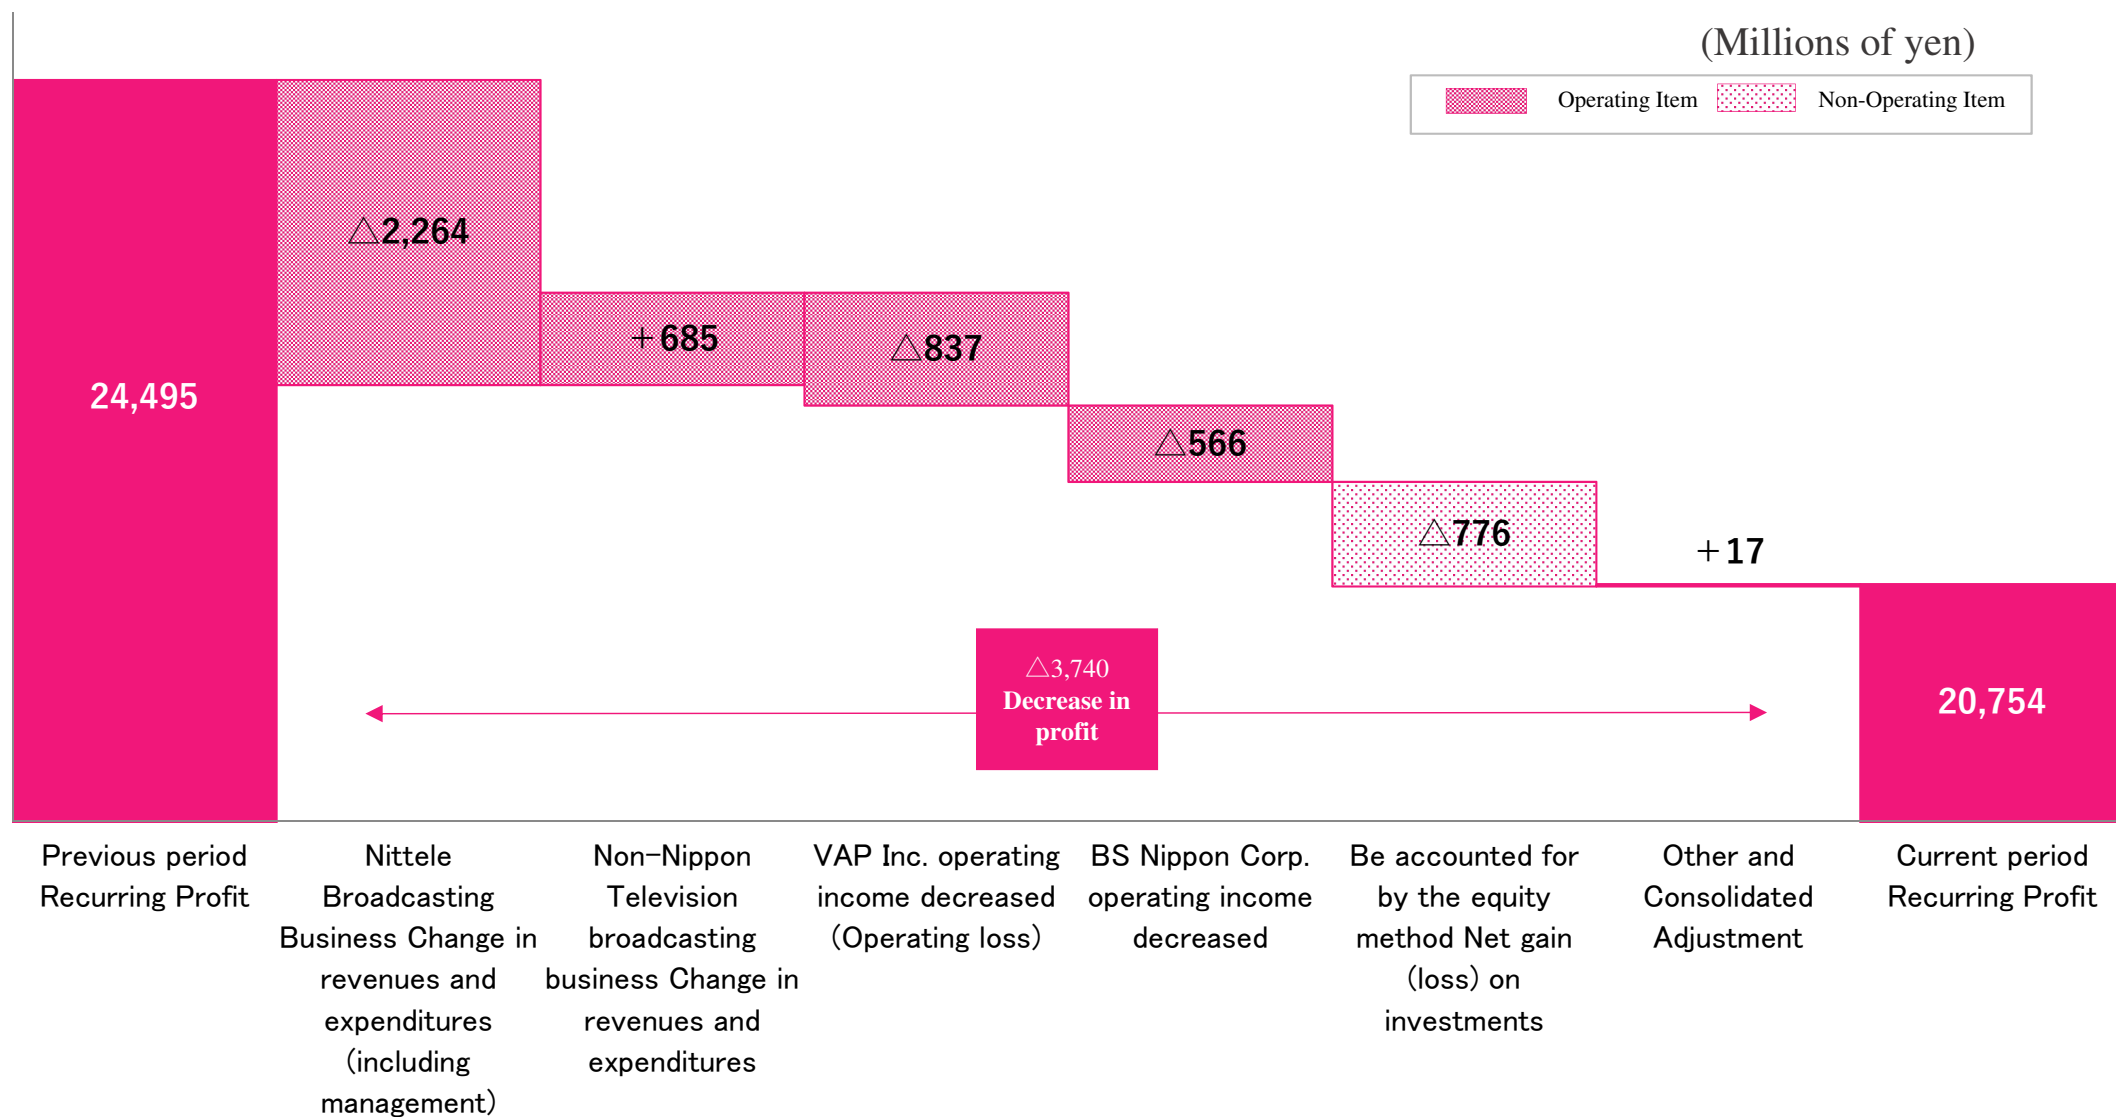 (Millions of yen)
Operating Item
Non-Operating Item
24,495
△2,264
+685
△837
△566
△776
+17
20,754
△3,740
Decrease in
profit
Previous period
Recurring Profit
Nittele
Broadcasting
Business Change in
revenues and
expenditures
(including
management)
Non-Nippon
Television
broadcasting
business Change in
revenues and
expenditures
VAP Inc. operating
income decreased
(Operating loss)
BS Nippon Corp.
operating income
decreased
Be accounted for
by the equity
method Net gain
(loss) on
investments
Other and
Consolidated
Adjustment
Current period
Recurring Profit